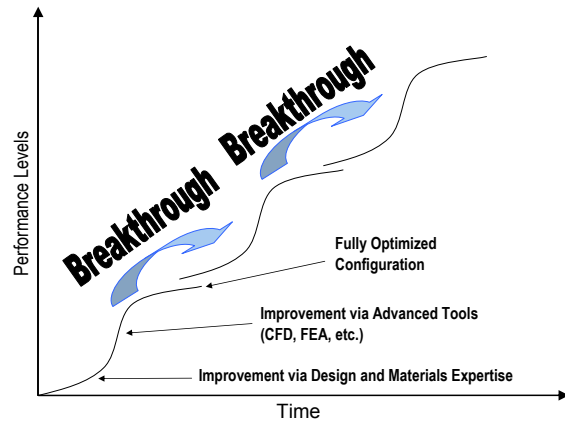 Breakthrough
Breakthrough
Performance Levels
Fully Optimized
Configuration
Improvement via Advanced Tools
(CFD, FEA, etc.)
Improvement via Design and Materials Expertise
Time